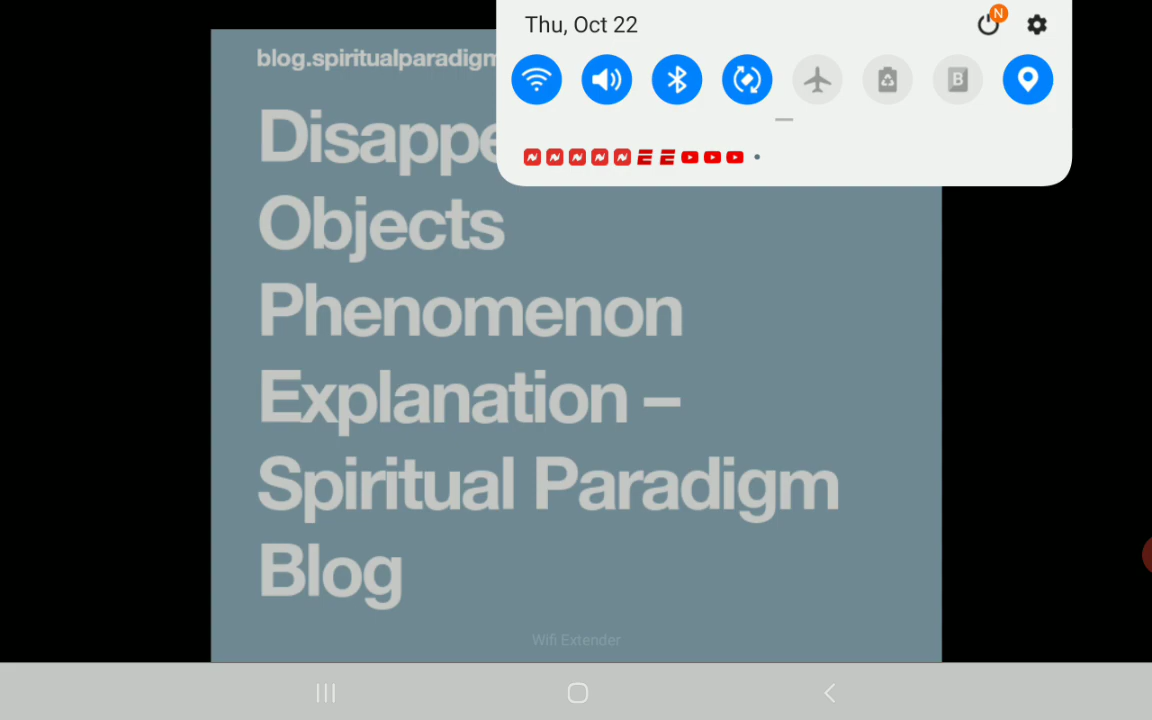 Thu, Oct 22
N
B
blog.spiritualparadigm
Disappe
Objects
Phenomenon
Explanation –
Spiritual Paradigm
Blog
Wifi Extender